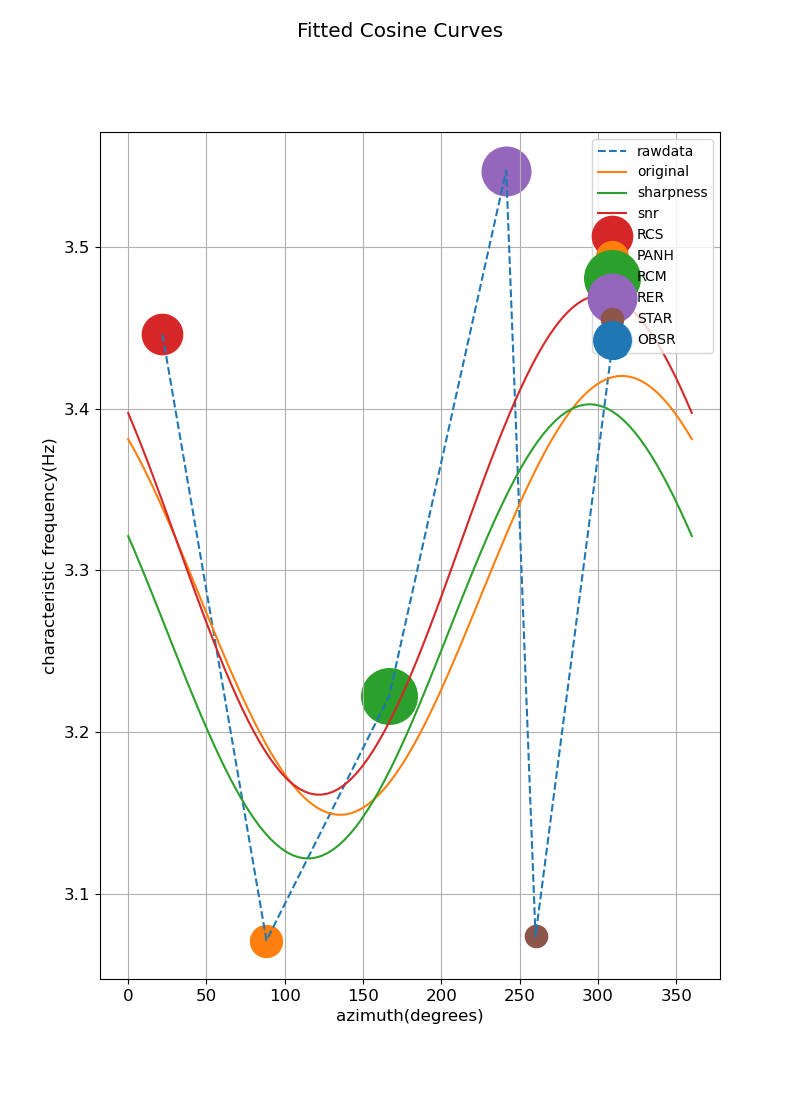 Fitted Cosine Curves
rawdata
original
sharpness
snr
RCS
PANH
RCM
RER
STAR
OBSR
3.5
3.4
3.3
3.2
3.1
characteristic frequency(Hz)
0 50 100 150 200 250 300 350
azimuth(degrees)